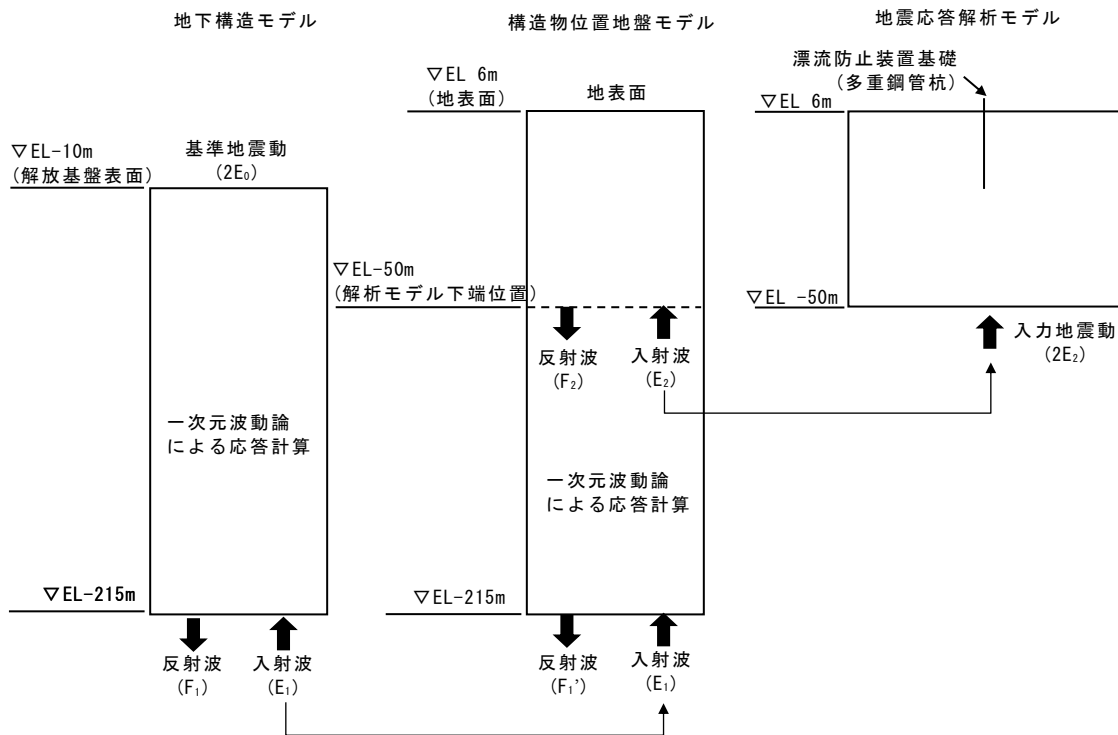 地下構造モデル
▽EL-10m
(解放基盤表面)
基準地震動
(2E₀)
一次元波動論
による応答計算
▽EL-215m
反射波
(F₁)
入射波
(E₁)
構造物位置地盤モデル
▽EL 6m
(地表面)
地表面
▽EL-50m
(解析モデル下端位置)
反射波
(F₂)
入射波
(E₂)
一次元波動論
による応答計算
▽EL-215m
反射波
(F₁')
入射波
(E₁)
地震応答解析モデル
漂流防止装置基礎
(多重鋼管杭)
▽EL 6m
▽EL -50m
入力地震動
(2E₂)